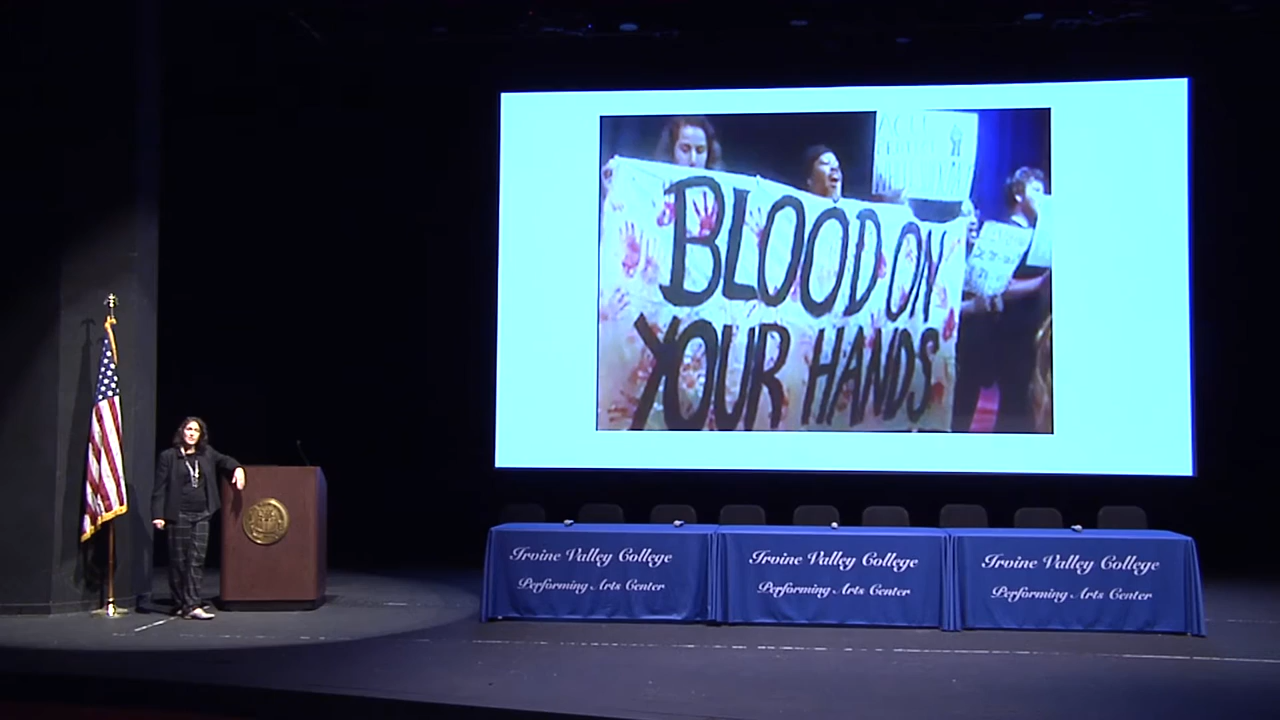 BLOOD ON
YOUR HANDS
Irvine Valley College
Performing Arts Center
Irvine Valley College
Performing Arts Center
Irvine Valley College
Performing Arts Center